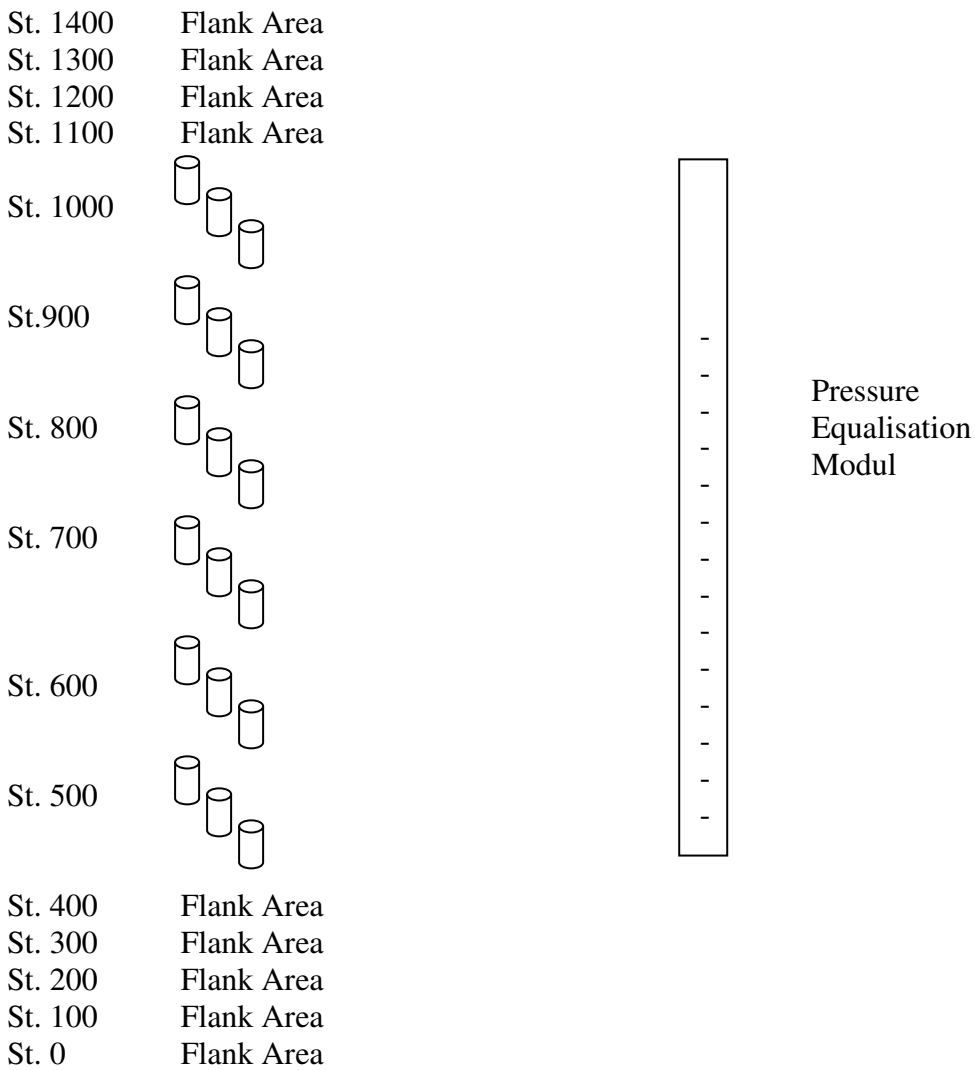 St. 1400 Flank Area
St. 1300 Flank Area
St. 1200 Flank Area
St. 1100 Flank Area
St. 1000
St.900
Pressure
Equalisation
St. 800
Modul
St. 700
St. 600
St. 500
St. 400 Flank Area
St. 300 Flank Area
St. 200 Flank Area
St. 100 Flank Area
St. 0 Flank Area